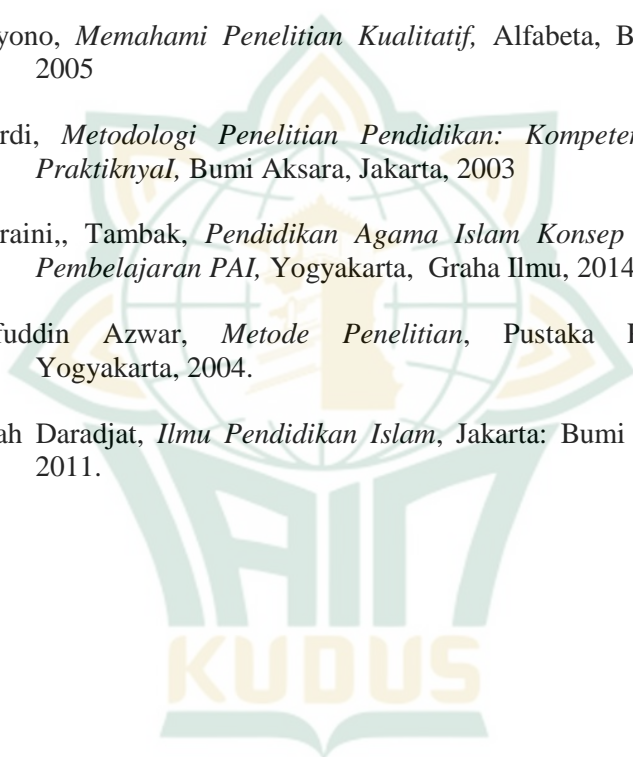 yono, Memahami Penelitian Kualitatif, Alfabeta, B
2005
rdi, Metodologi Penelitian Pendidikan: Kompeten
PraktiknyaI, Bumi Aksara, Jakarta, 2003
raini,, Tambak, Pendidikan Agama Islam Konsep
Pembelajaran PAI, Yogyakarta, Graha Ilmu, 2014
fuddin Azwar, Metode Penelitian, Pustaka
Yogyakarta, 2004.
ah Daradjat, Ilmu Pendidikan Islam, Jakarta: Bumi
2011.
IAIN
KUDUS